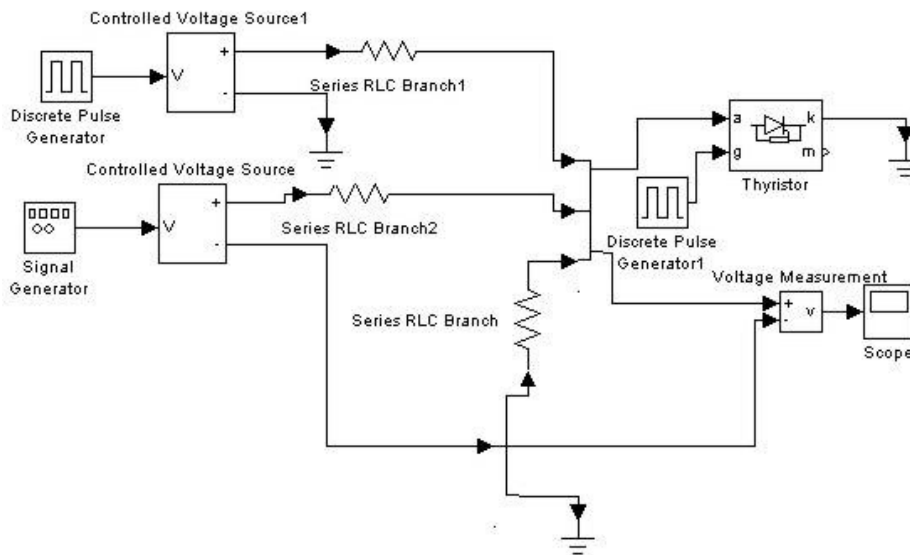 Controlled Voltage Source1
+
V
-
Discrete Pulse
Generator
Series RLC Branch1
Controlled Voltage Source
+
V
-
Signal
Generator
Series RLC Branch2
a k
g m
Thyristor
Discrete Pulse
Generator1
Voltage Measurement
+
v
-
Scope
Series RLC Branch